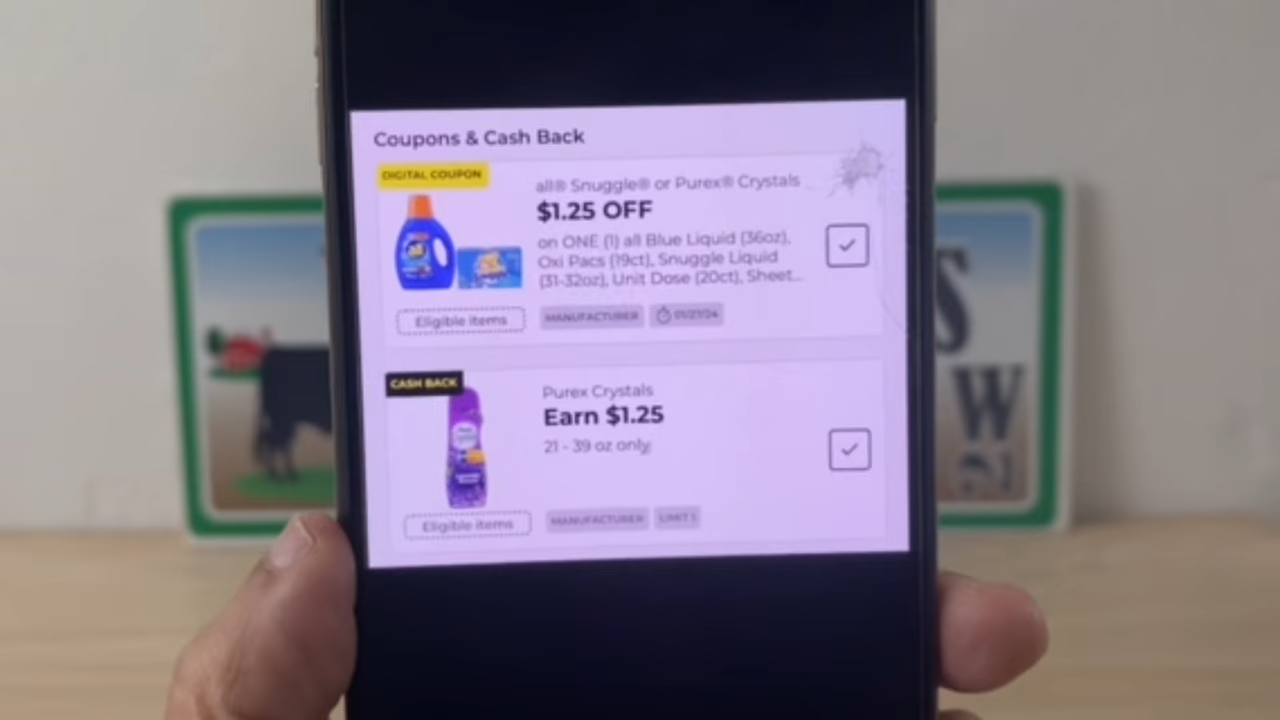 Coupons & Cash Back
DIGITAL COUPON
all® Snuggle® or Purex® Crystals
$1.25 OFF
on ONE (1) all Blue Liquid (36oz),
Oxi Pacs (19ct), Snuggle Liquid
(31-32oz), Unit Dose (20ct), Sheet...
Eligible items
MANUFACTURER
01/27/24
CASH BACK
Purex Crystals
Earn $1.25
21 - 39 oz only.
Eligible items
MANUFACTURER
LIMIT 1
S
W